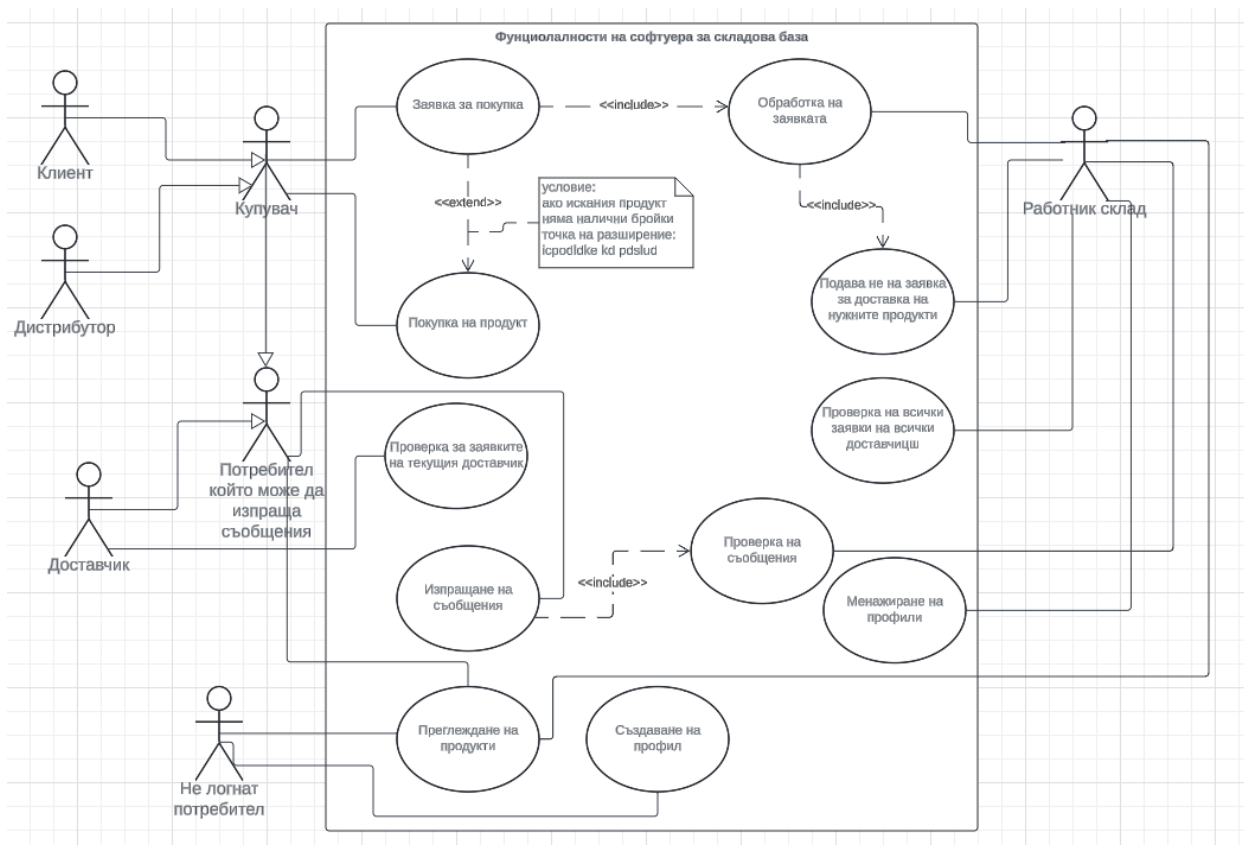 Фунциолалности на софтуера за складова база
Клиент
Заявка за покупка
<<include>>
Обработка на
заявката
Купувач
<<extend>>
условие:
ако искания продукт
няма налични бройки
точка на разширение:
icpodldke kd pdslud
<<include>>
Работник склад
Дистрибутор
Покупка на продукт
Подава не на заявка
за доставка на
нужните продукти
Потребител
който може да
изпраща
съобщения
Проверка за заявките
на текущия доставчик
Проверка на всички
заявки на всички
доставчицш
Доставчик
Изпращане на
съобщения
<<include>>
Проверка на
съобщения
Менажиране на
профили
Не логнат
потребител
Преглеждане на
продукти
Създаване на
профил